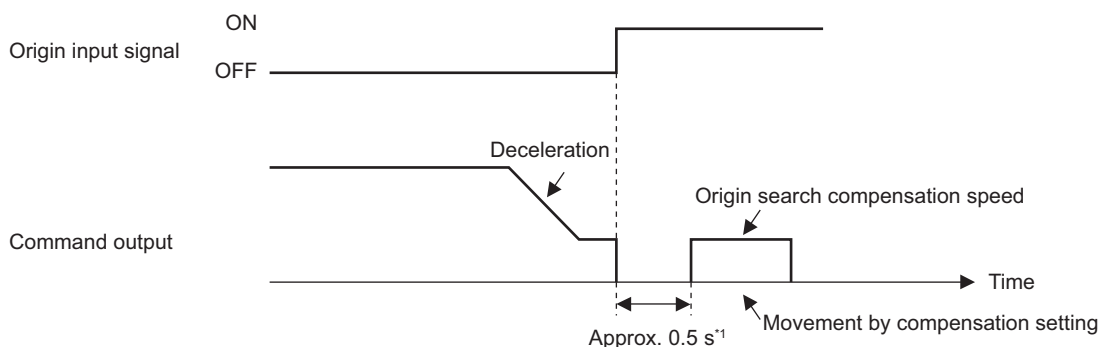 ON
Origin input signal
OFF
Deceleration
Origin search compensation speed
Command output
Time
Movement by compensation setting
Approx. 0.5 s*1